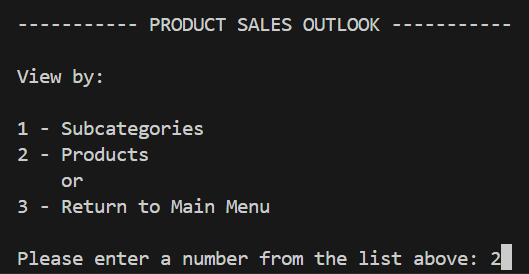 ----------- PRODUCT SALES OUTLOOK -----------
View by:
1 - Subcategories
2 - Products
or
3 - Return to Main Menu
Please enter a number from the list above: 2